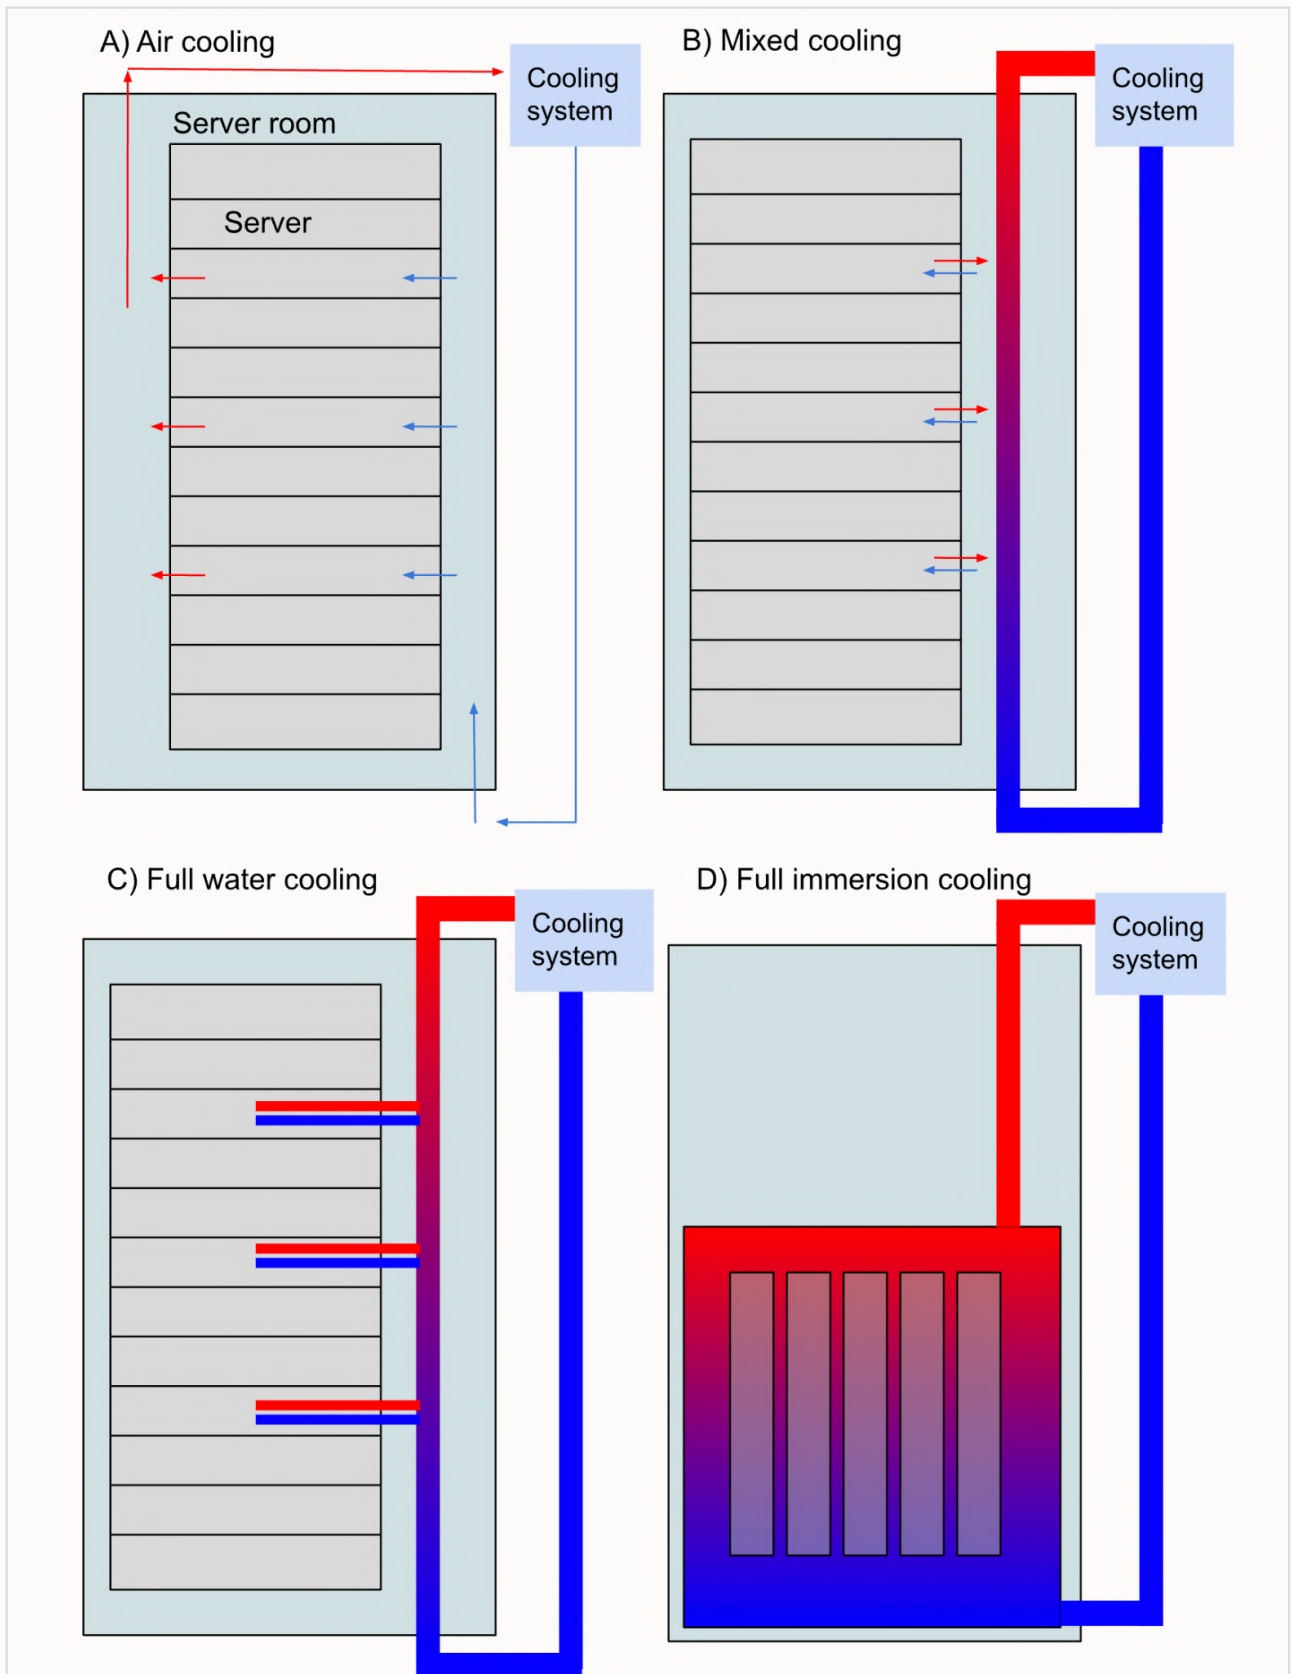 A) Air cooling
Cooling
system
Server room
Server
B) Mixed cooling
Cooling
system
C) Full water cooling
Cooling
system
D) Full immersion cooling
Cooling
system